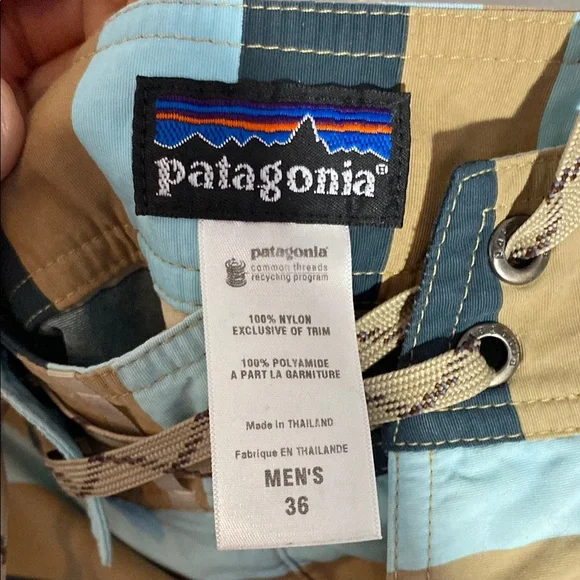 patagonia®
patagonia®
common threads
recycling program
100% NYLON
EXCLUSIVE OF TRIM
100% POLYAMIDE
A PART LA GARNITURE
Made in THAILAND
Fabrique EN THAILANDE
MEN'S
36